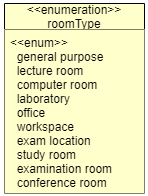 <<enumeration>>
roomType
<<enum>>
general purpose
lecture room
computer room
laboratory
office
workspace
exam location
study room
examination room
conference room